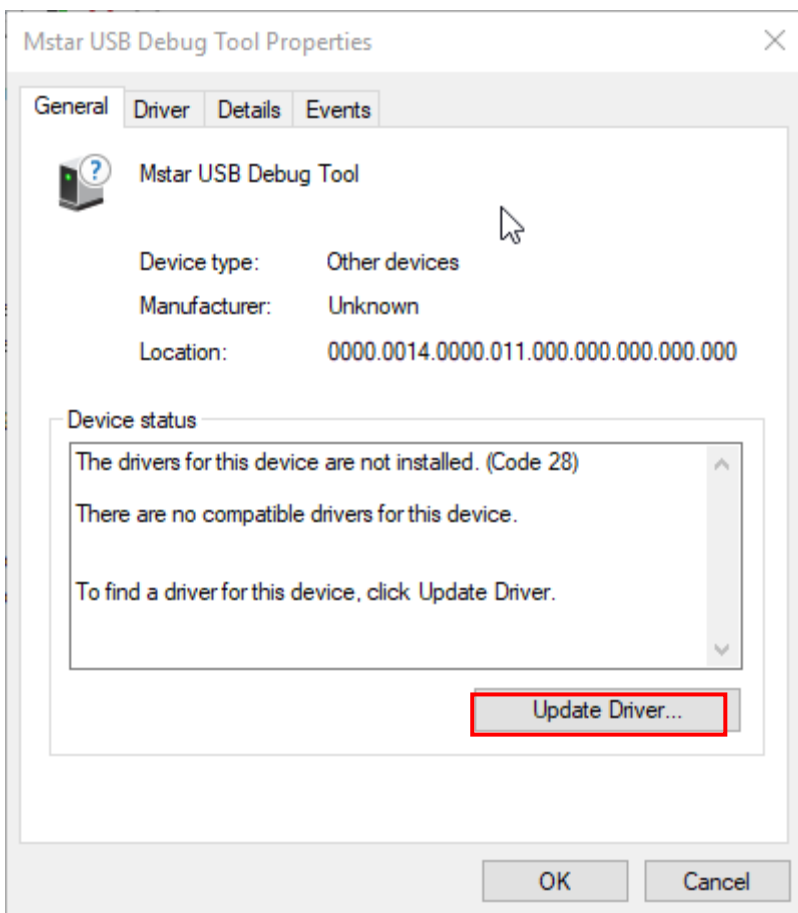 Mstar USB Debug Tool Properties
General Driver Details Events
?
Mstar USB Debug Tool
Device type: Other devices
Manufacturer: Unknown
Location: 0000.0014.0000.011.000.000.000.000.000
Device status
The drivers for this device are not installed. (Code 28)
There are no compatible drivers for this device.
To find a driver for this device, click Update Driver.
Update Driver...
OK Cancel